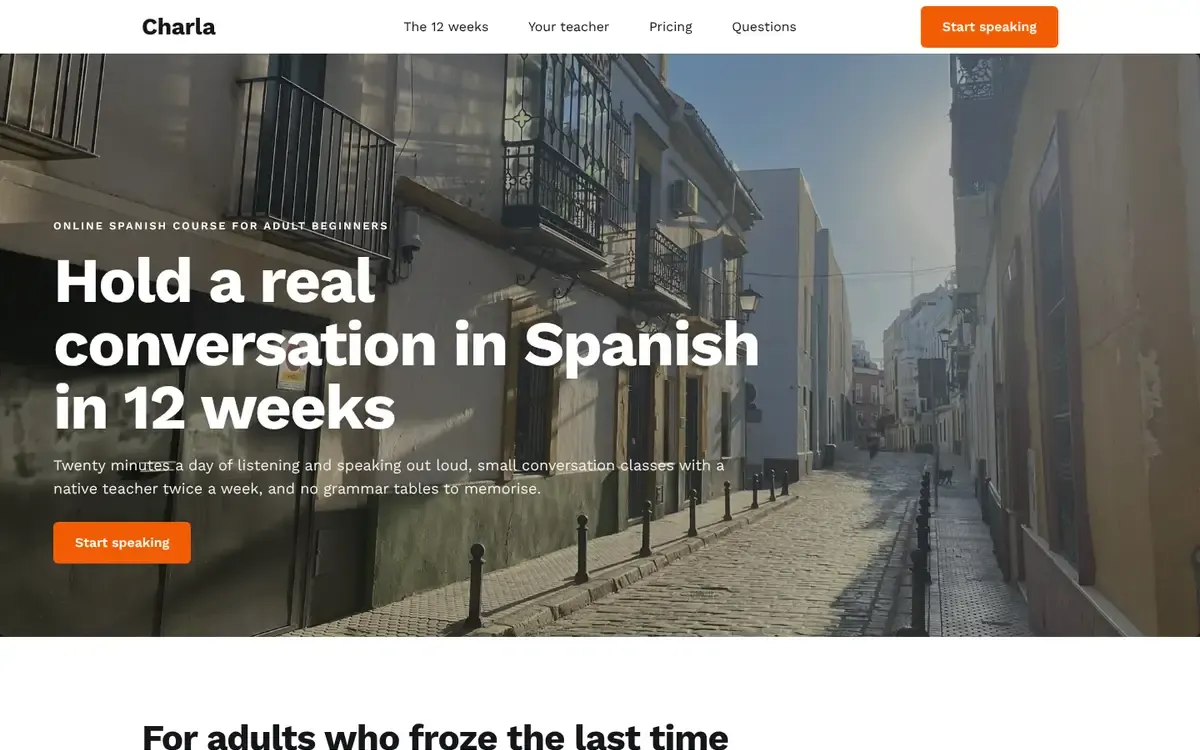 Charla
The 12 weeks
Your teacher
Pricing
Questions
Start speaking
ONLINE SPANISH COURSE FOR ADULT BEGINNERS
Hold a real
conversation in Spanish
in 12 weeks
Twenty minutes a day of listening and speaking out loud, small conversation classes with a
native teacher twice a week, and no grammar tables to memorise.
Start speaking
For adults who froze the last time